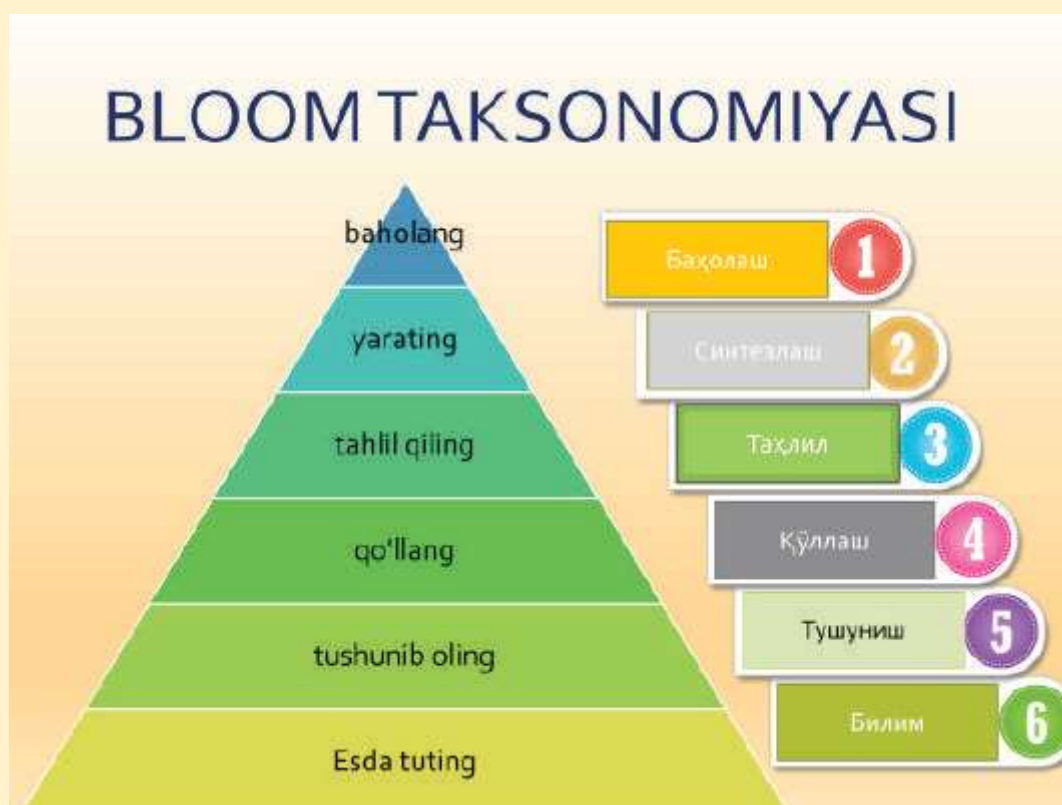 BLOOM TAKSONOMIYASI
baholang
yarating
tahlil qiling
qo'llang
tushunib oling
Esda tuting
Баҳолаш 1
Синтезлаш 2
Таҳлил 3
Қўллаш 4
Тушуниш 5
Билим 6